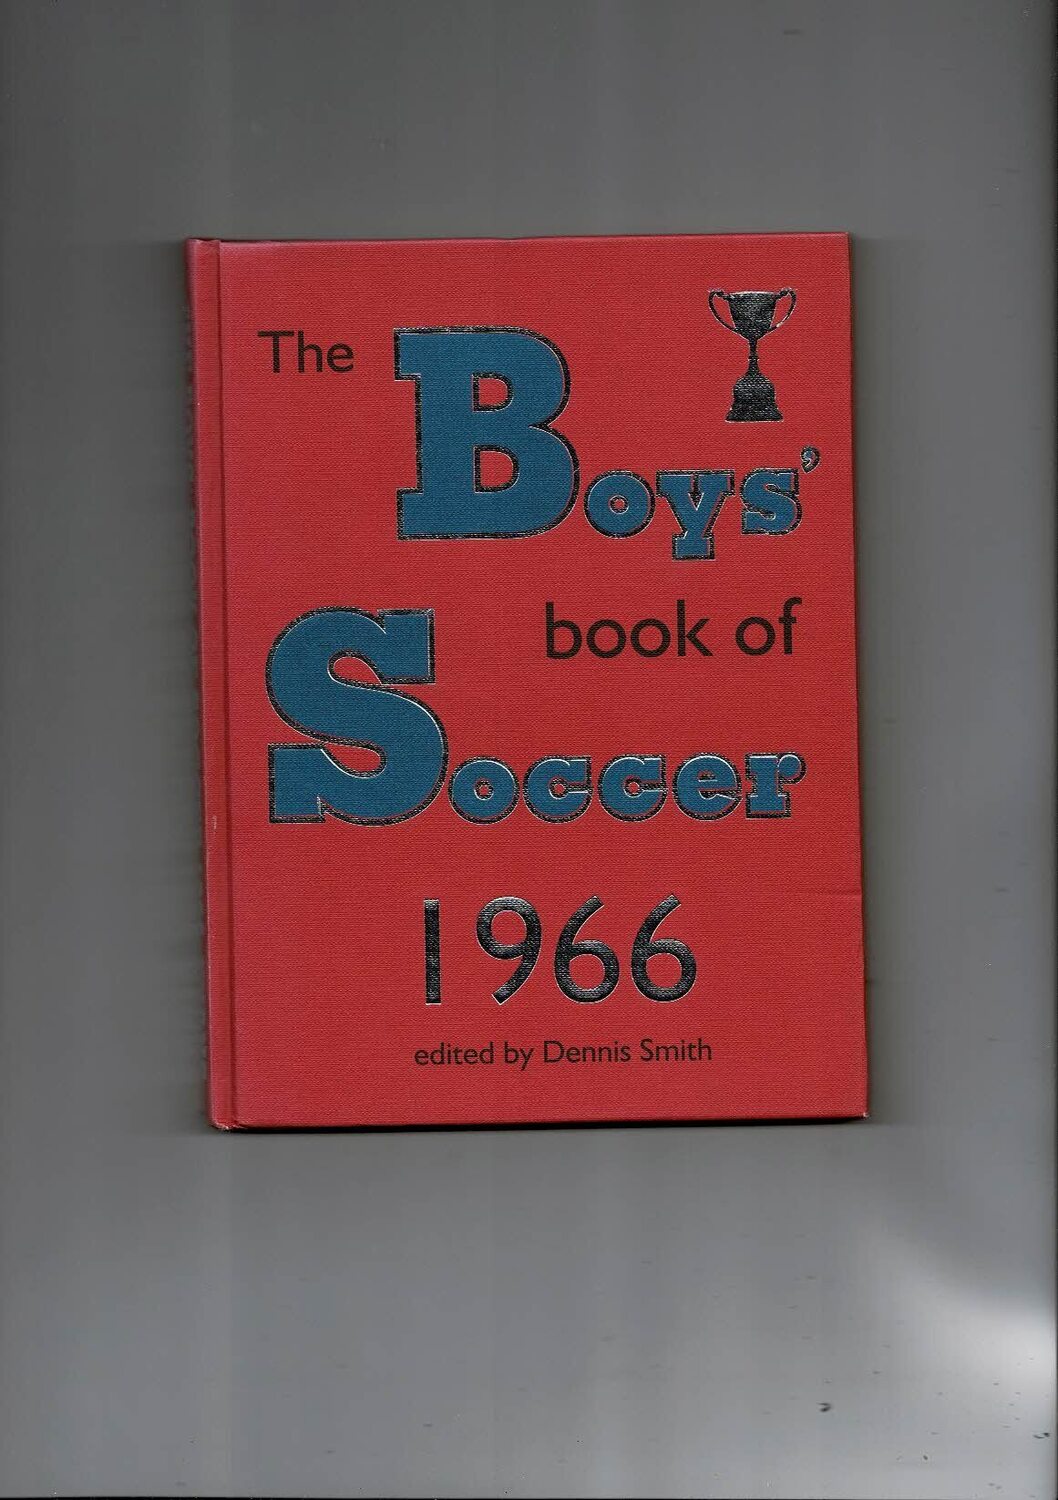 The
Boys'
book of
Soccer
1966
edited by Dennis Smith